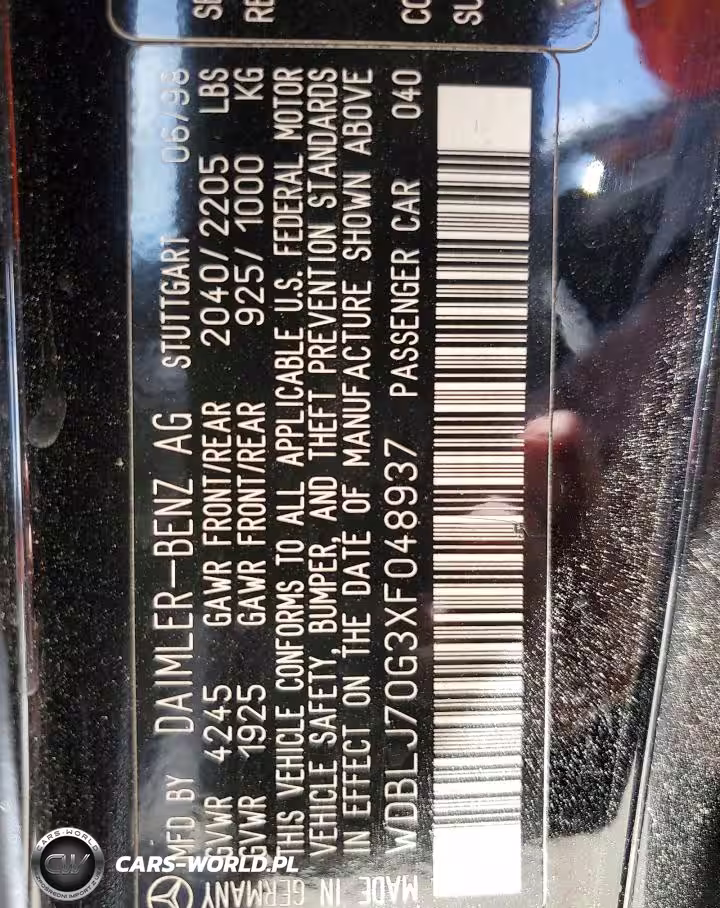 MFD BY DAIMLER-BENZ AG STUTTGART 06/98
GVWR 4245 GAWR FRONT/REAR 2040/2205 LBS
GVWR 1925 GAWR FRONT/REAR 925/1000 KG
THIS VEHICLE CONFORMS TO ALL APPLICABLE U.S. FEDERAL MOTOR
VEHICLE SAFETY, BUMPER, AND THEFT PREVENTION STANDARDS
IN EFFECT ON THE DATE OF MANUFACTURE SHOWN ABOVE
WDBLJ70G3XF048937 PASSENGER CAR 040
MADE IN GERMANY
CARS-WORLD
CW
CARS-WORLD.PL